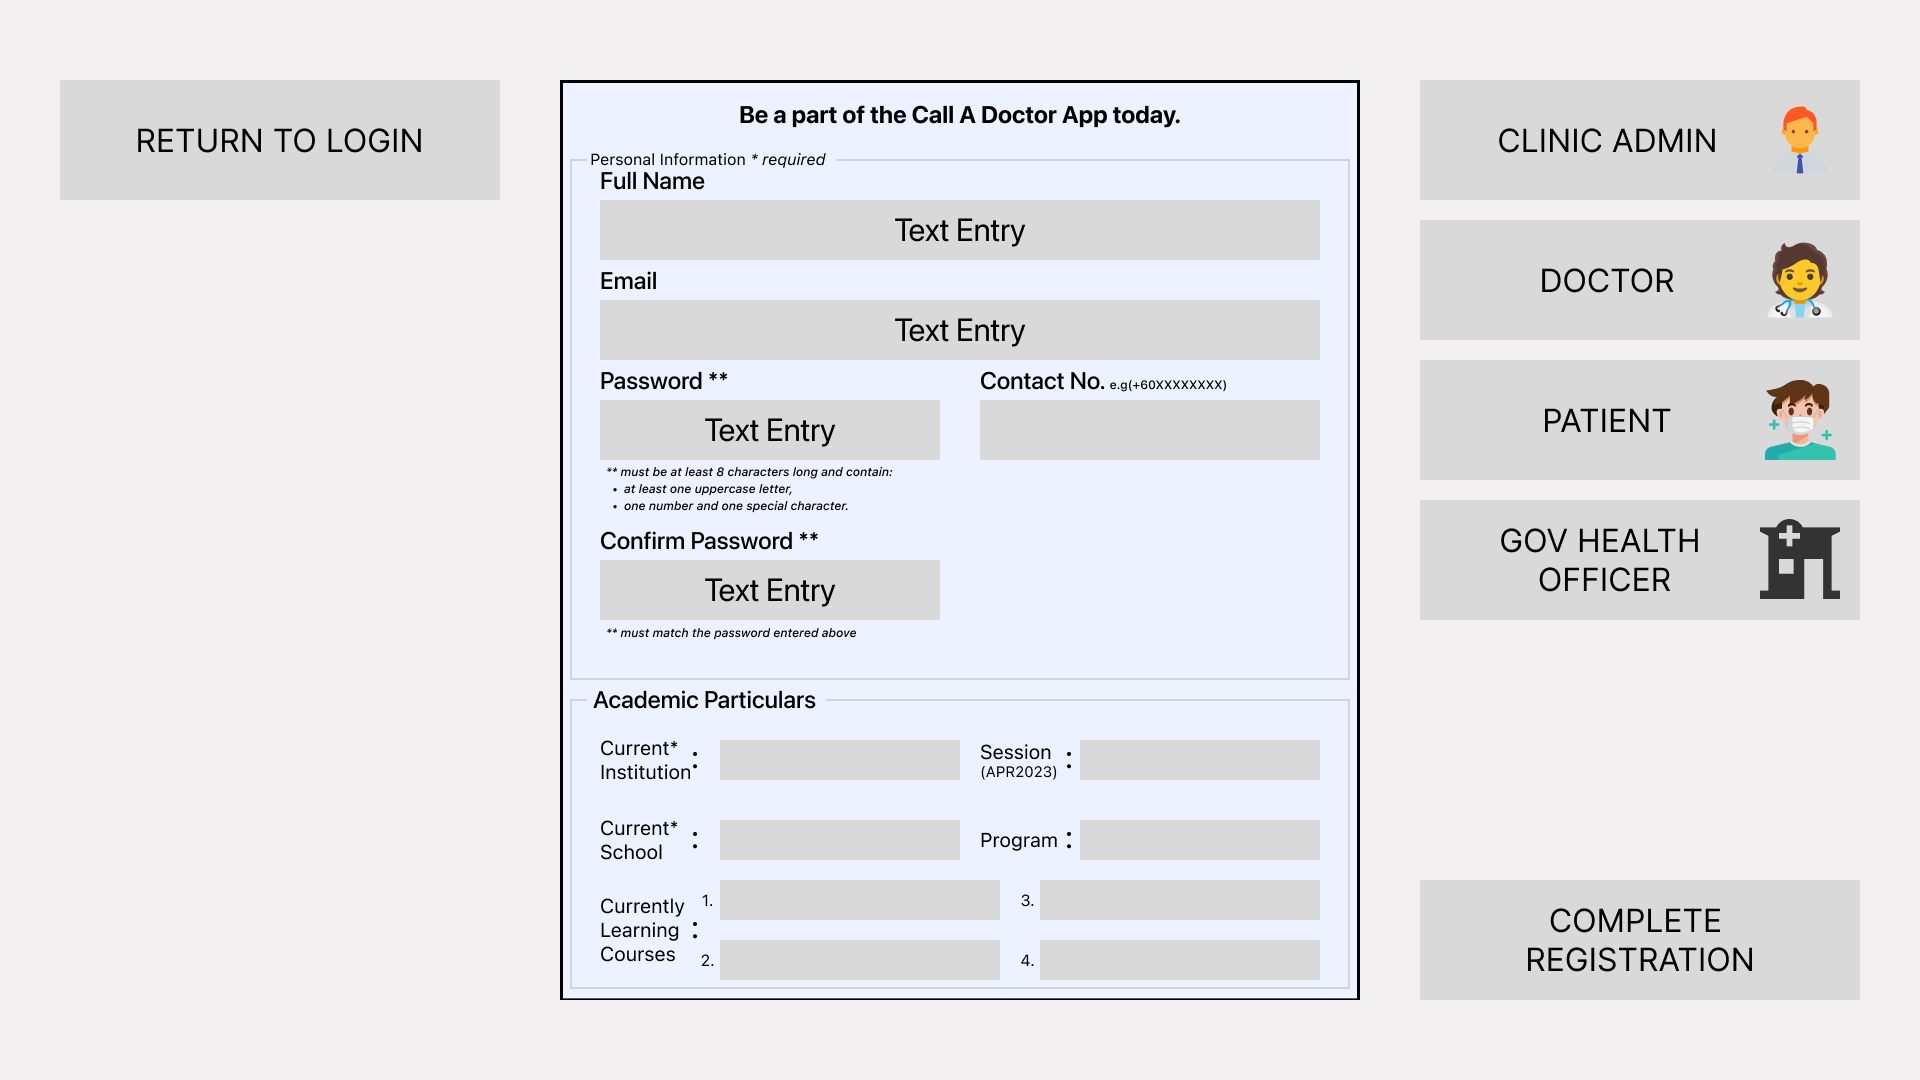 RETURN TO LOGIN
Be a part of the Call A Doctor App today.
Personal Information * required
Full Name
Text Entry
Email
Text Entry
Password **
Contact No. e.g(+60XXXXXXXX)
Text Entry
** must be at least 8 characters long and contain:
• at least one uppercase letter,
• one number and one special character.
Confirm Password **
Text Entry
** must match the password entered above
Academic Particulars
Current*
Institution :
Session
(APR2023) :
Current*
School :
Program :
Currently
Learning :
Courses
1.
2.
3.
4.
CLINIC ADMIN
DOCTOR
PATIENT
GOV HEALTH
OFFICER
COMPLETE
REGISTRATION